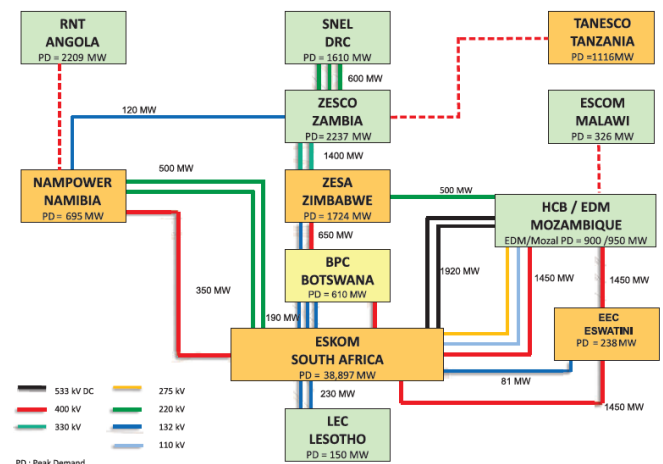 RNT
ANGOLA
PD = 2209 MW
SNEL
DRC
PD = 1610 MW
TANESCO
TANZANIA
PD =1116MW
600 MW
120 MW
ZESCO
ZAMBIA
PD= 2237 MW
ESCOM
MALAWI
PD = 326 MW
1400 MW
500 MW
NAMPOWER
NAMIBIA
PD = 695 MW
ZESA
ZIMBABWE
PD = 1724 MW
500 MW
HCB / EDM
MOZAMBIQUE
EDM/Mozal PD = 900 /950 MW
650 MW
BPC
BOTSWANA
PD = 610 MW
1920 MW
1450 MW
1450 MW
350 MW
190 MW
EEC
ESWATINI
PD = 238 MW
ESKOM
SOUTH AFRICA
PD = 38,897 MW
81 MW
230 MW
1450 MW
LEC
LESOTHO
PD = 150 MW
533 kV DC
275 kV
400 kV
220 kV
330 kV
132 kV
110 kV
PD : Peak Demand